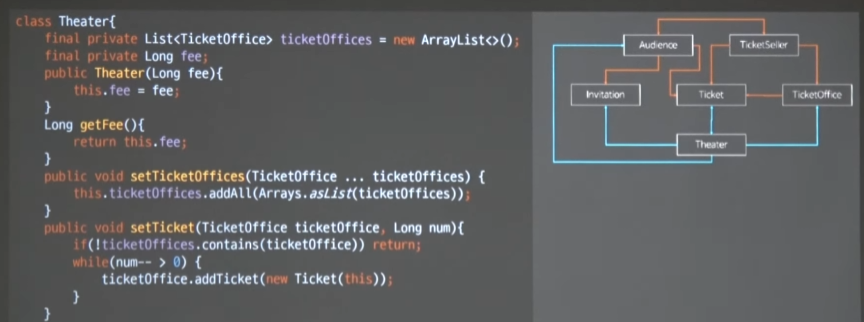 class Theater{
    final private List<TicketOffice> ticketOffices = new ArrayList<>();
    final private Long fee;
    public Theater(Long fee){
        this.fee = fee;
    }
    Long getFee(){
        return this.fee;
    }
    public void setTicketOffices(TicketOffice ... ticketOffices) {
        this.ticketOffices.addAll(Arrays.asList(ticketOffices));
    }
    public void setTicket(TicketOffice ticketOffice, Long num){
        if(!ticketOffices.contains(ticketOffice)) return;
        while(num-- > 0) {
            ticketOffice.addTicket(new Ticket(this));
        }
    }
Audience
TicketSeller
Invitation
Ticket
TicketOffice
Theater